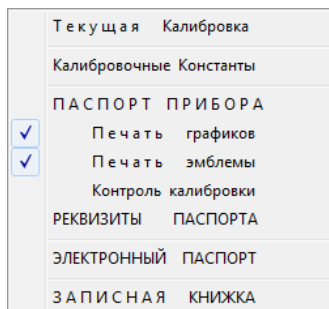 Текущая Калибровка
Калибровочные Константы
ПАСПОРТ ПРИБОРА
Печать графиков
Печать эмблемы
Контроль калибровки
РЕКВИЗИТЫ ПАСПОРТА
ЭЛЕКТРОННЫЙ ПАСПОРТ
ЗАПИСНАЯ КНИЖКА